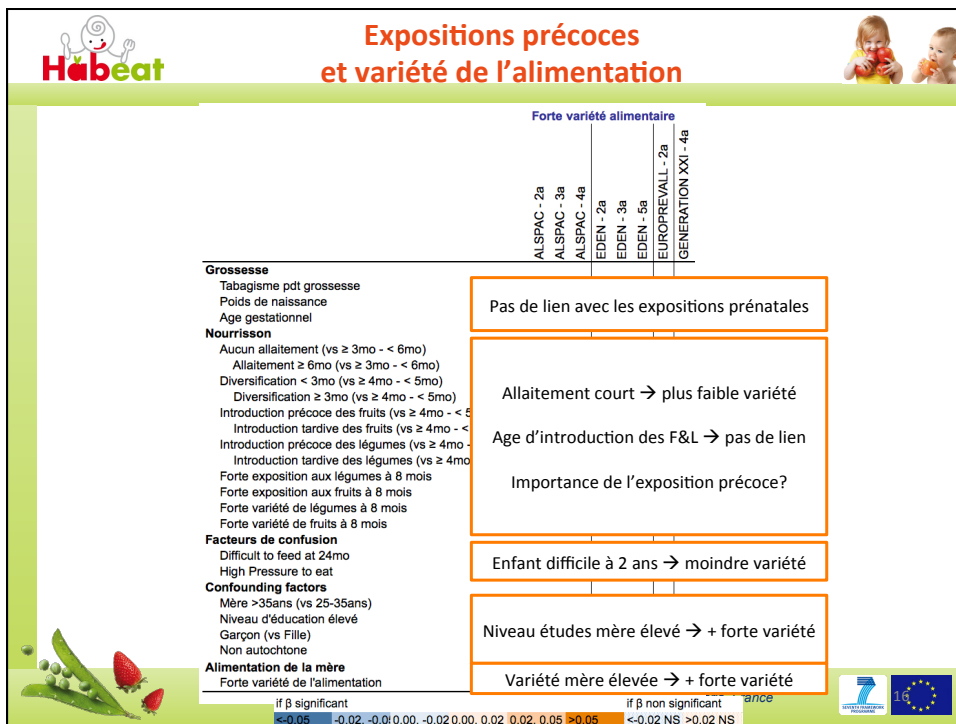 Habeat
Expositions précoces
et variété de l'alimentation
Forte variété alimentaire
ALSPAC - 2a
ALSPAC - 3a
ALSPAC - 4a
EDEN - 2a
EDEN - 3a
EDEN - 5a
EUROPREVALL - 2a
GENERATION XXI - 4a
Grossesse
Tabagisme pdt grossesse
Poids de naissance
Age gestationnel
Pas de lien avec les expositions prénatales
Nourrisson
Aucun allaitement (vs ≥ 3mo - < 6mo)
Allaitement ≥ 6mo (vs ≥ 3mo - < 6mo)
Diversification < 3mo (vs ≥ 4mo - < 5mo)
Diversification ≥ 3mo (vs ≥ 4mo - < 5mo)
Introduction précoce des fruits (vs ≥ 4mo - < 5
Introduction tardive des fruits (vs ≥ 4mo - <
Introduction précoce des légumes (vs ≥ 4mo -
Introduction tardive des légumes (vs ≥ 4mo
Forte exposition aux légumes à 8 mois
Forte exposition aux fruits à 8 mois
Forte variété de légumes à 8 mois
Forte variété de fruits à 8 mois
Allaitement court → plus faible variété
Age d'introduction des F&L → pas de lien
Importance de l'exposition précoce?
Facteurs de confusion
Difficult to feed at 24mo
High Pressure to eat
Enfant difficile à 2 ans → moindre variété
Confounding factors
Mère >35ans (vs 25-35ans)
Niveau d'éducation élevé
Garçon (vs Fille)
Non autochtone
Niveau études mère élevé → + forte variété
Alimentation de la mère
Forte variété de l'alimentation
Variété mère élevée → + forte variété
if β significant
if β non significant
<-0.05 -0.02, -0.0 0.00, -0.02 0.00, 0.02 0.02, 0.05 >0.05 <-0.02 NS >0.02 NS
rance
SEVENTH FRAMEWORK
PROGRAMME
16